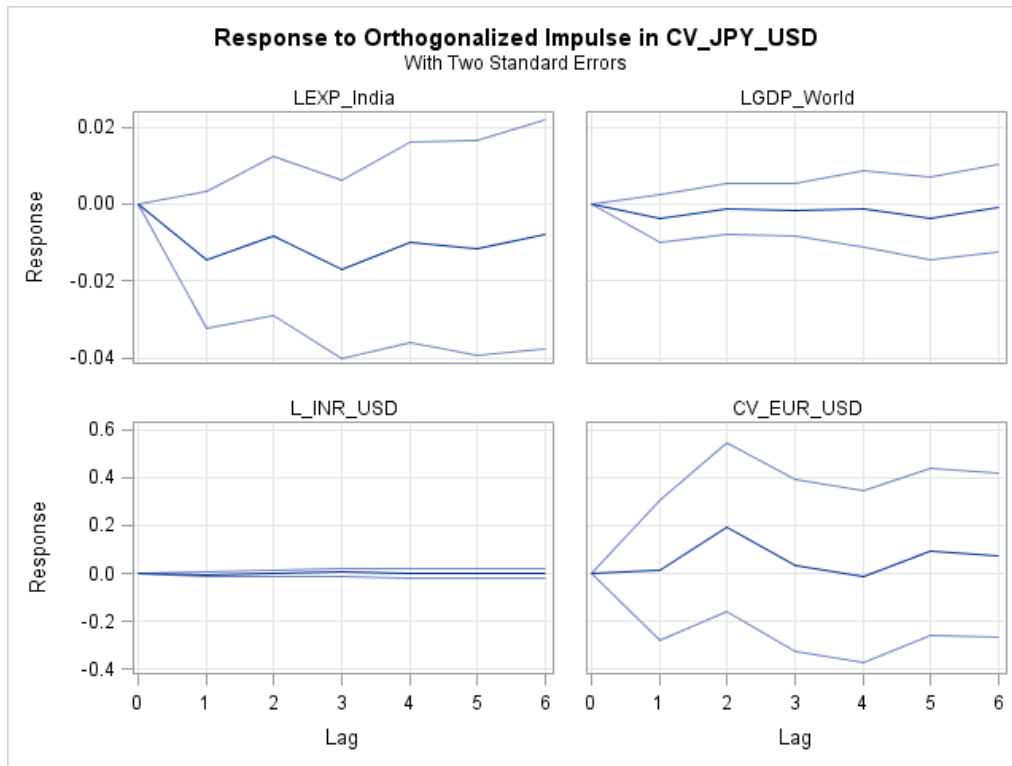 Response to Orthogonalized Impulse in CV_JPY_USD
With Two Standard Errors
LEXP_India
LGDP_World
0.02
0.00
-0.02
-0.04
Response
L_INR_USD
CV_EUR_USD
0.6
0.4
0.2
0.0
-0.2
-0.4
Response
0 1 2 3 4 5 6
0 1 2 3 4 5 6
Lag
Lag